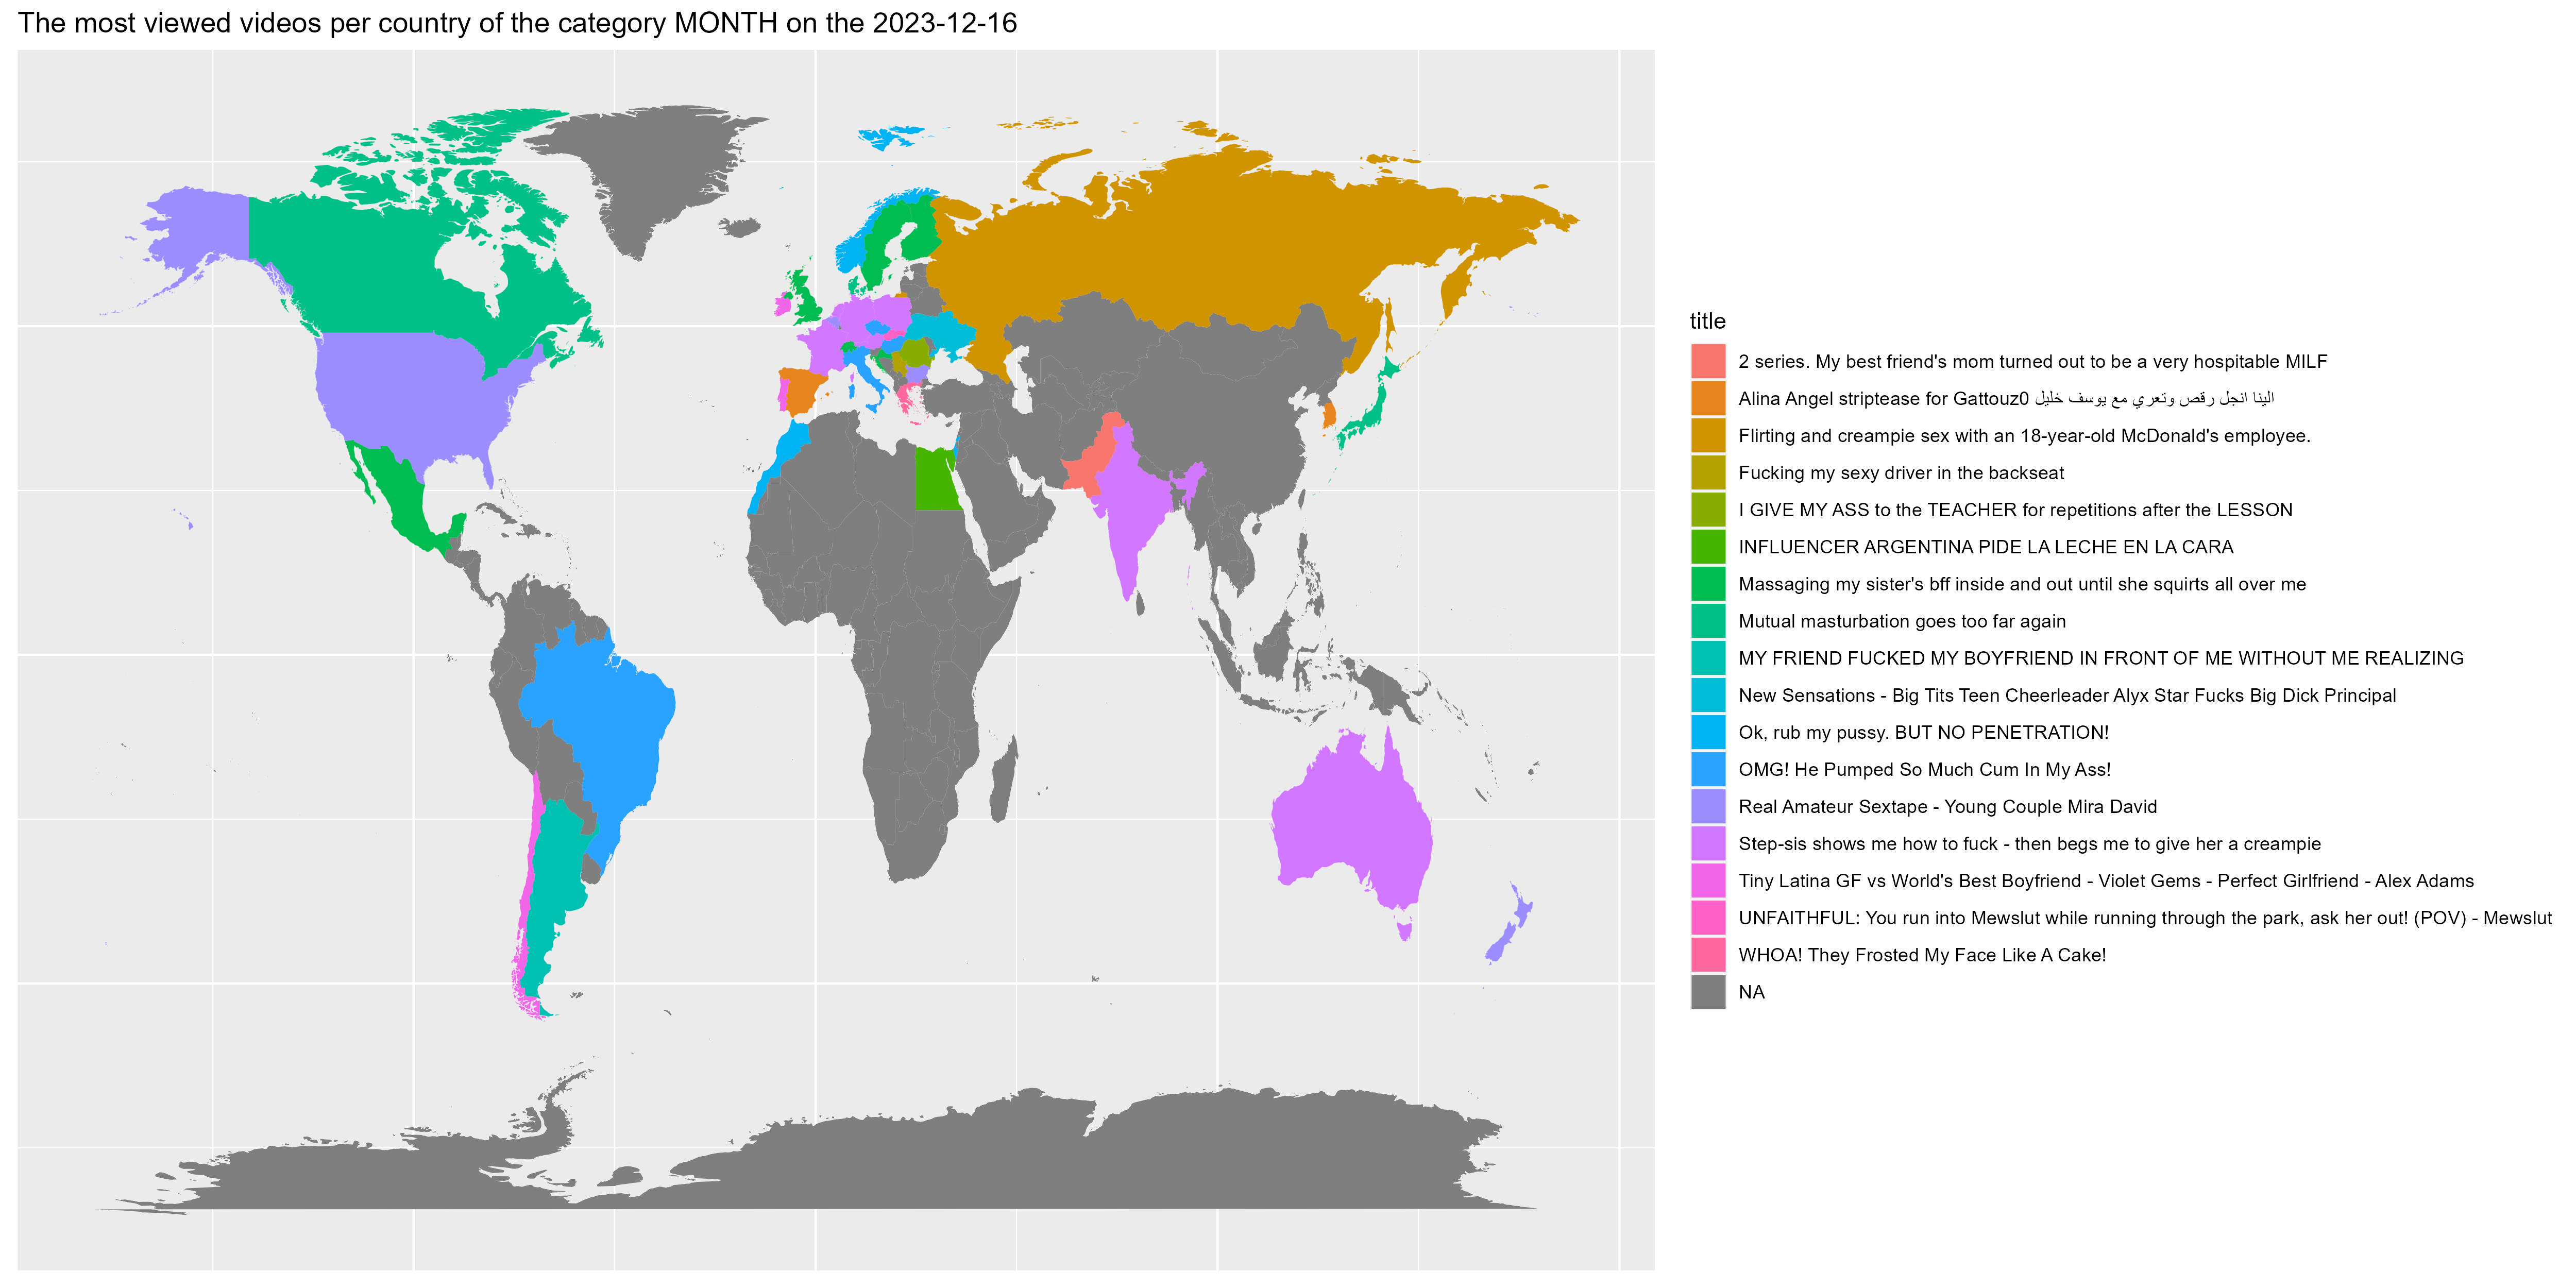 The most viewed videos per country of the category MONTH on the 2023-12-16
title
2 series. My best friend's mom turned out to be a very hospitable MILF
Alina Angel striptease for Gattouz0 الينا انجل رقص وتعري مع يوسف خليل
Flirting and creampie sex with an 18-year-old McDonald's employee.
Fucking my sexy driver in the backseat
I GIVE MY ASS to the TEACHER for repetitions after the LESSON
INFLUENCER ARGENTINA PIDE LA LECHE EN LA CARA
Massaging my sister's bff inside and out until she squirts all over me
Mutual masturbation goes too far again
MY FRIEND FUCKED MY BOYFRIEND IN FRONT OF ME WITHOUT ME REALIZING
New Sensations - Big Tits Teen Cheerleader Alyx Star Fucks Big Dick Principal
Ok, rub my pussy. BUT NO PENETRATION!
OMG! He Pumped So Much Cum In My Ass!
Real Amateur Sextape - Young Couple Mira David
Step-sis shows me how to fuck - then begs me to give her a creampie
Tiny Latina GF vs World's Best Boyfriend - Violet Gems - Perfect Girlfriend - Alex Adams
UNFAITHFUL: You run into Mewslut while running through the park, ask her out! (POV) - Mewslut
WHOA! They Frosted My Face Like A Cake!
NA